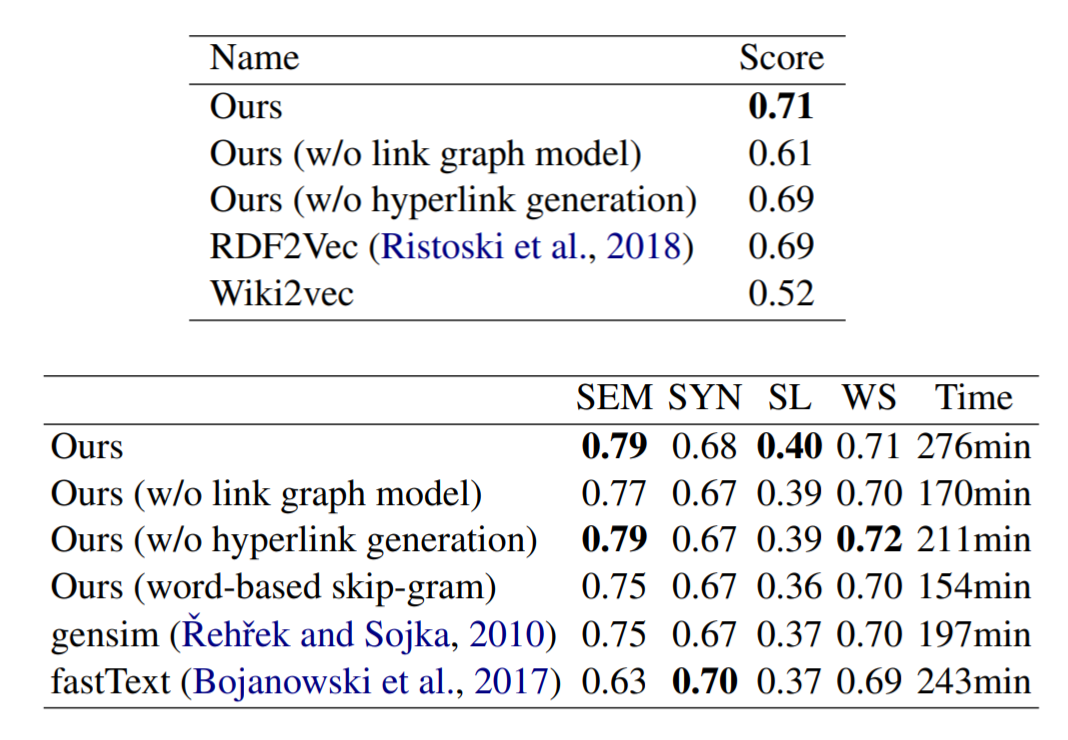 Name Score
Ours 0.71
Ours (w/o link graph model) 0.61
Ours (w/o hyperlink generation) 0.69
RDF2Vec (Ristoski et al., 2018) 0.69
Wiki2vec 0.52
SEM SYN SL WS Time
Ours 0.79 0.68 0.40 0.71 276min
Ours (w/o link graph model) 0.77 0.67 0.39 0.70 170min
Ours (w/o hyperlink generation) 0.79 0.67 0.39 0.72 211min
Ours (word-based skip-gram) 0.75 0.67 0.36 0.70 154min
gensim (Řehřek and Sojka, 2010) 0.75 0.67 0.37 0.70 197min
fastText (Bojanowski et al., 2017) 0.63 0.70 0.37 0.69 243min